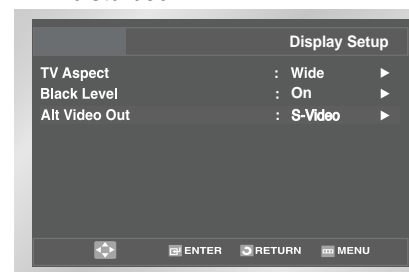 Display Setup
TV Aspect : Wide
Black Level : On
Alt Video Out : S-Video
ENTER RETURN MENU